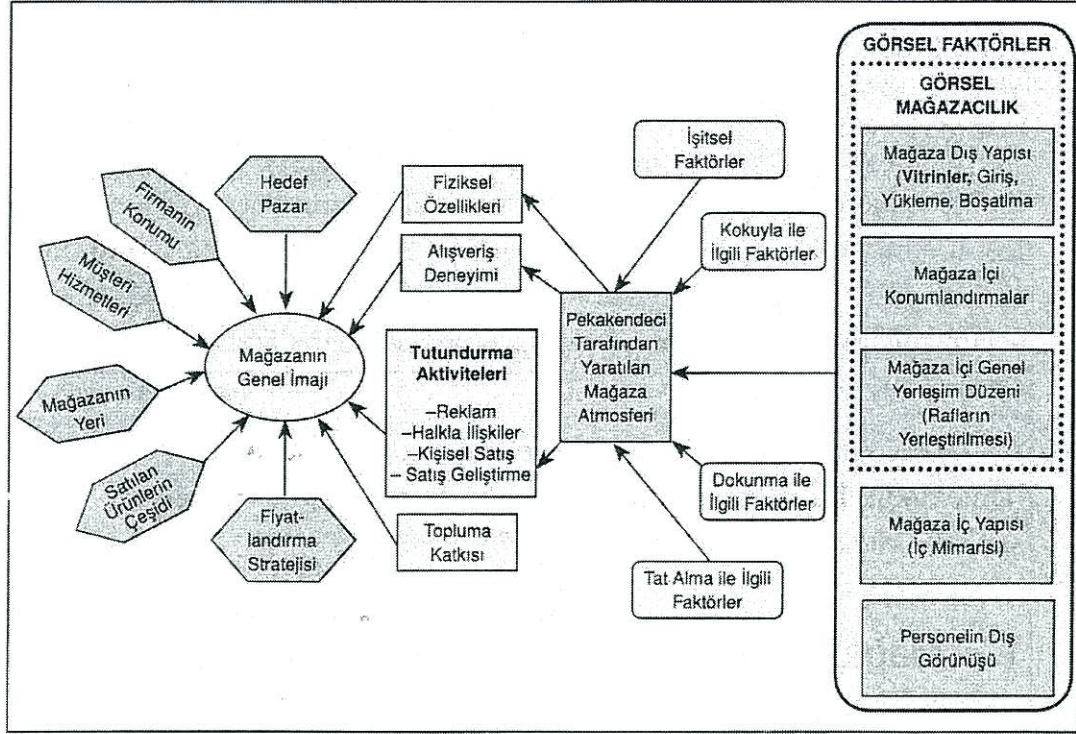 GÖRSEL FAKTÖRLER
GÖRSEL
MAĞAZACILIK
Mağaza Dış Yapısı
(Vitrinler, Giriş,
Yükleme, Boşatlma
Mağaza İçi
Konumlandırmalar
Mağaza İçi Genel
Yerleşim Düzeni
(Rafların
Yerleştirilmesi)
Mağaza İç Yapısı
(İç Mimarisi)
Personelin Dış
Görünüşü
İşitsel
Faktörler
Kokuyla ile
İlgili Faktörler
Pekakendeci
Tarafından
Yaratılan
Mağaza
Atmosferi
Dokunma ile
İlgili Faktörler
Tat Alma ile İlgili
Faktörler
Fiziksel
Özellikleri
Alışveriş
Deneyimi
Tutundurma
Aktiviteleri
–Reklam
–Halkla İlişkiler
–Kişisel Satış
– Satış Geliştirme
Topluma
Katkısı
Hedef
Pazar
Firmanın
Konumu
Müşteri
Hizmetleri
Mağazanın
Yeri
Satılan
Ürünlerin
Çeşidi
Fiyat-
landırma
Stratejisi
Mağazanın
Genel İmajı